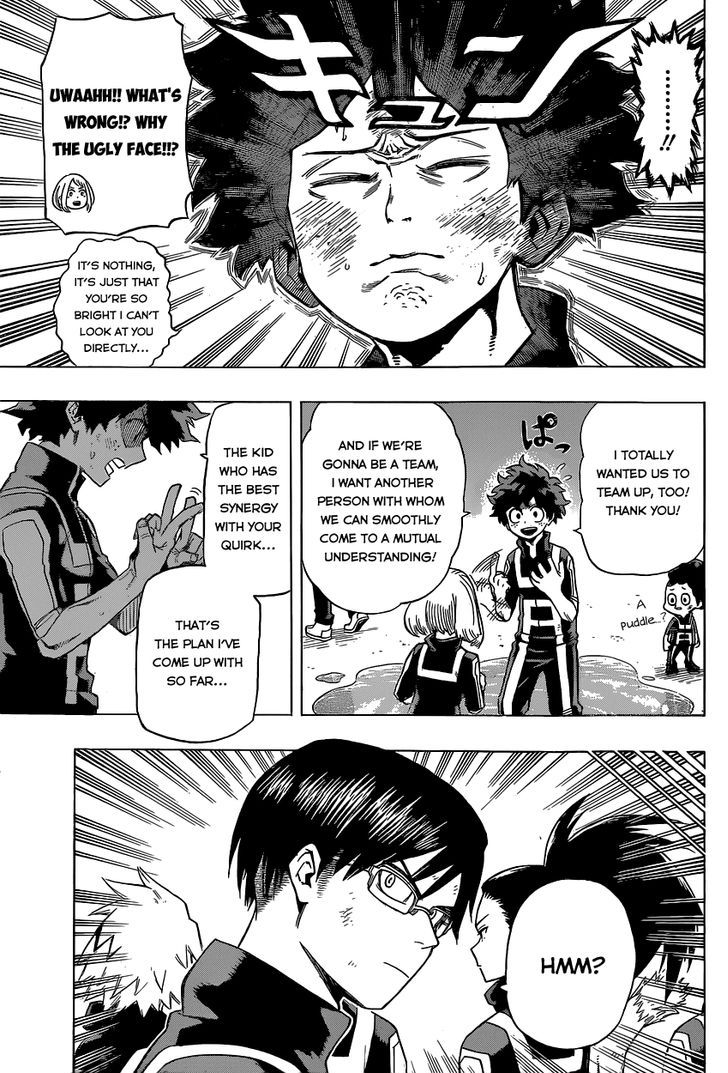 ........!!
キュン
UWAAHH!! WHAT'S
WRONG!? WHY
THE UGLY FACE!!?
IT'S NOTHING,
IT'S JUST THAT
YOU'RE SO
BRIGHT I CAN'T
LOOK AT YOU
DIRECTLY...
I TOTALLY
WANTED US TO
TEAM UP, TOO!
THANK YOU!
ぱっ
AND IF WE'RE
GONNA BE A TEAM,
I WANT ANOTHER
PERSON WITH WHOM
WE CAN SMOOTHLY
COME TO A MUTUAL
UNDERSTANDING!
A
puddle...?
THE KID
WHO HAS
THE BEST
SYNERGY
WITH YOUR
QUIRK...
THAT'S
THE PLAN I'VE
COME UP WITH
SO FAR...
HMM?